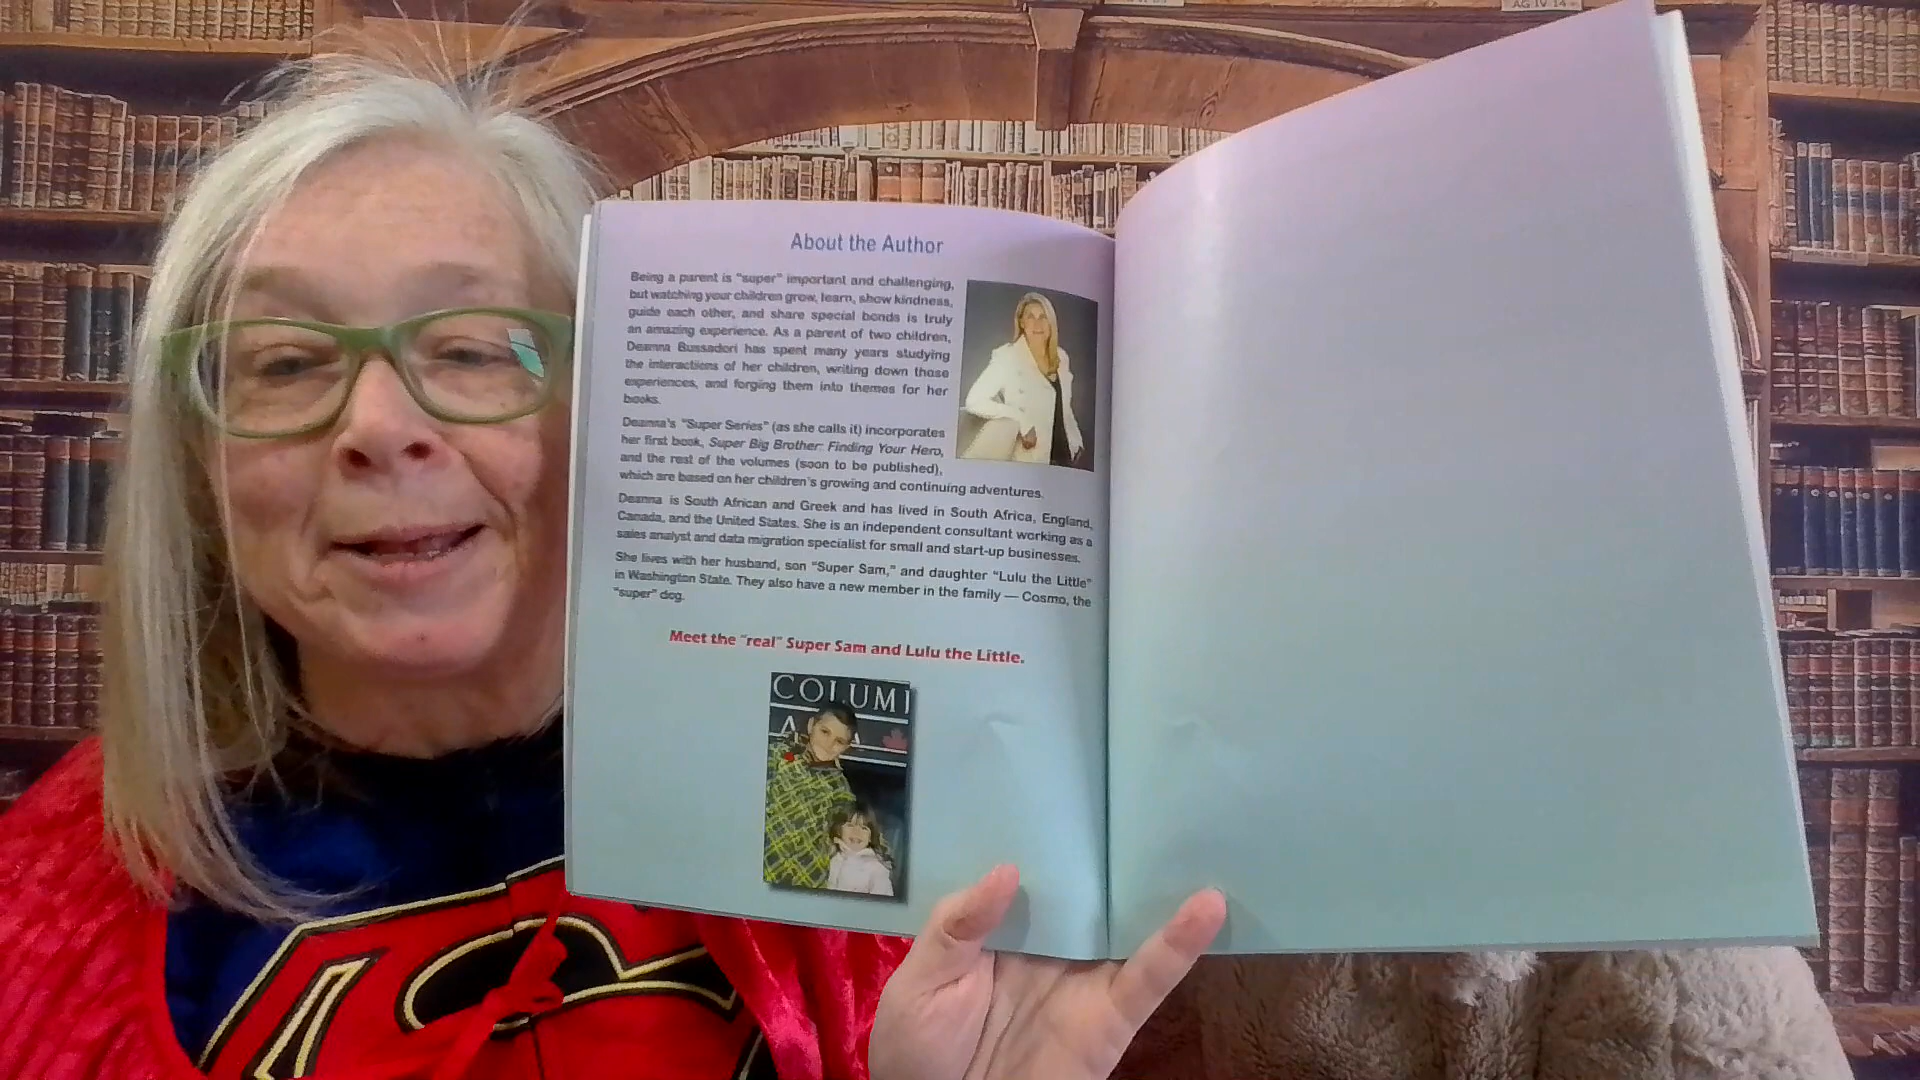 AG IV 14
About the Author
Being a parent is "super" important and challenging,
but watching your children grow, learn, show kindness,
guide each other, and share special bonds is truly
an amazing experience. As a parent of two children,
Deanna Bussadori has spent many years studying
the interactions of her children, writing down those
experiences, and forging them into themes for her
books.
Deanna's "Super Series" (as she calls it) incorporates
her first book, Super Big Brother: Finding Your Hero,
and the rest of the volumes (soon to be published),
which are based on her children's growing and continuing adventures.
Deanna is South African and Greek and has lived in South Africa, England,
Canada, and the United States. She is an independent consultant working as a
sales analyst and data migration specialist for small and start-up businesses.
She lives with her husband, son "Super Sam," and daughter "Lulu the Little"
in Washington State. They also have a new member in the family — Cosmo, the
"super" dog.
Meet the "real" Super Sam and Lulu the Little.
COLUM